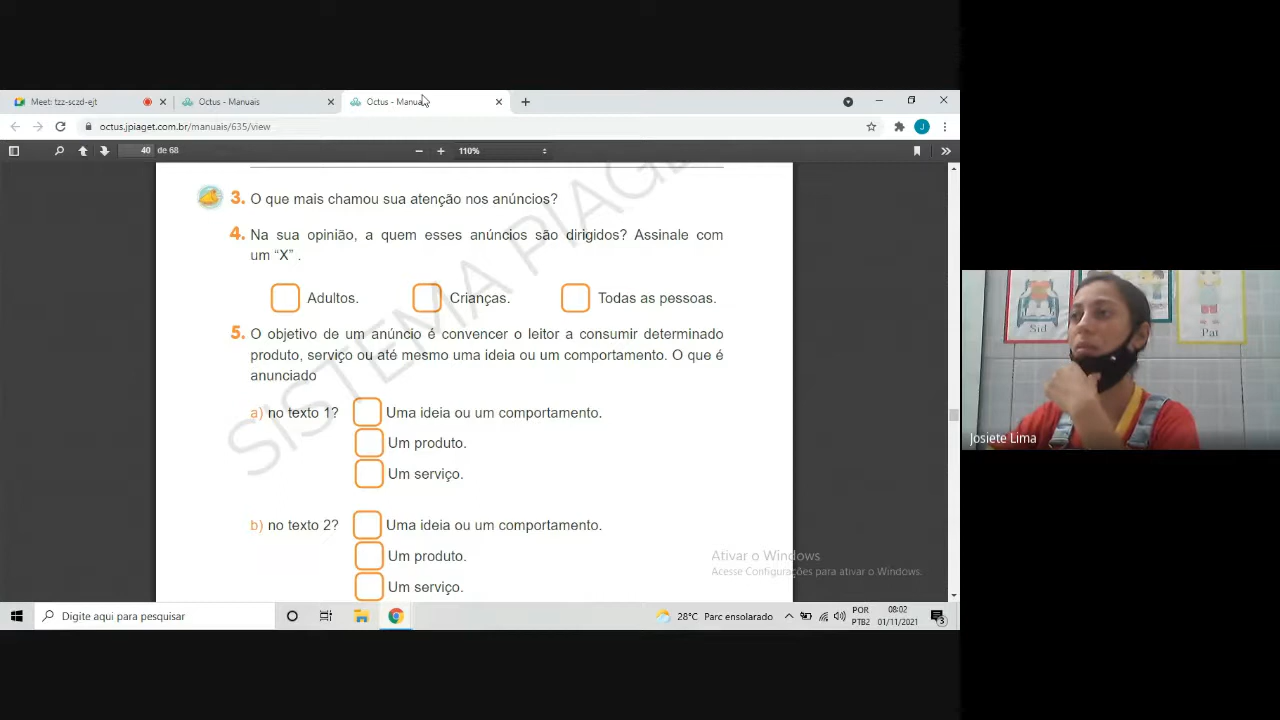 Meet: tzz-sczd-ejt
Octus - Manuais
Octus - Manuais
octus.jpiaget.com.br/manuais/635/view
40 de 68
110%
SISTEMA PIAGET
3. O que mais chamou sua atenção nos anúncios?
4. Na sua opinião, a quem esses anúncios são dirigidos? Assinale com
um “X” .
Adultos. Crianças. Todas as pessoas.
5. O objetivo de um anúncio é convencer o leitor a consumir determinado
produto, serviço ou até mesmo uma ideia ou um comportamento. O que é
anunciado
a) no texto 1? Uma ideia ou um comportamento.
Um produto.
Um serviço.
b) no texto 2? Uma ideia ou um comportamento.
Um produto.
Um serviço.
Ativar o Windows
Acesse Configurações para ativar o Windows.
Digite aqui para pesquisar
28°C Parc ensolarado
POR
PTB2
08:02
01/11/2021
3
J
Sid
Pat
Josiete Lima